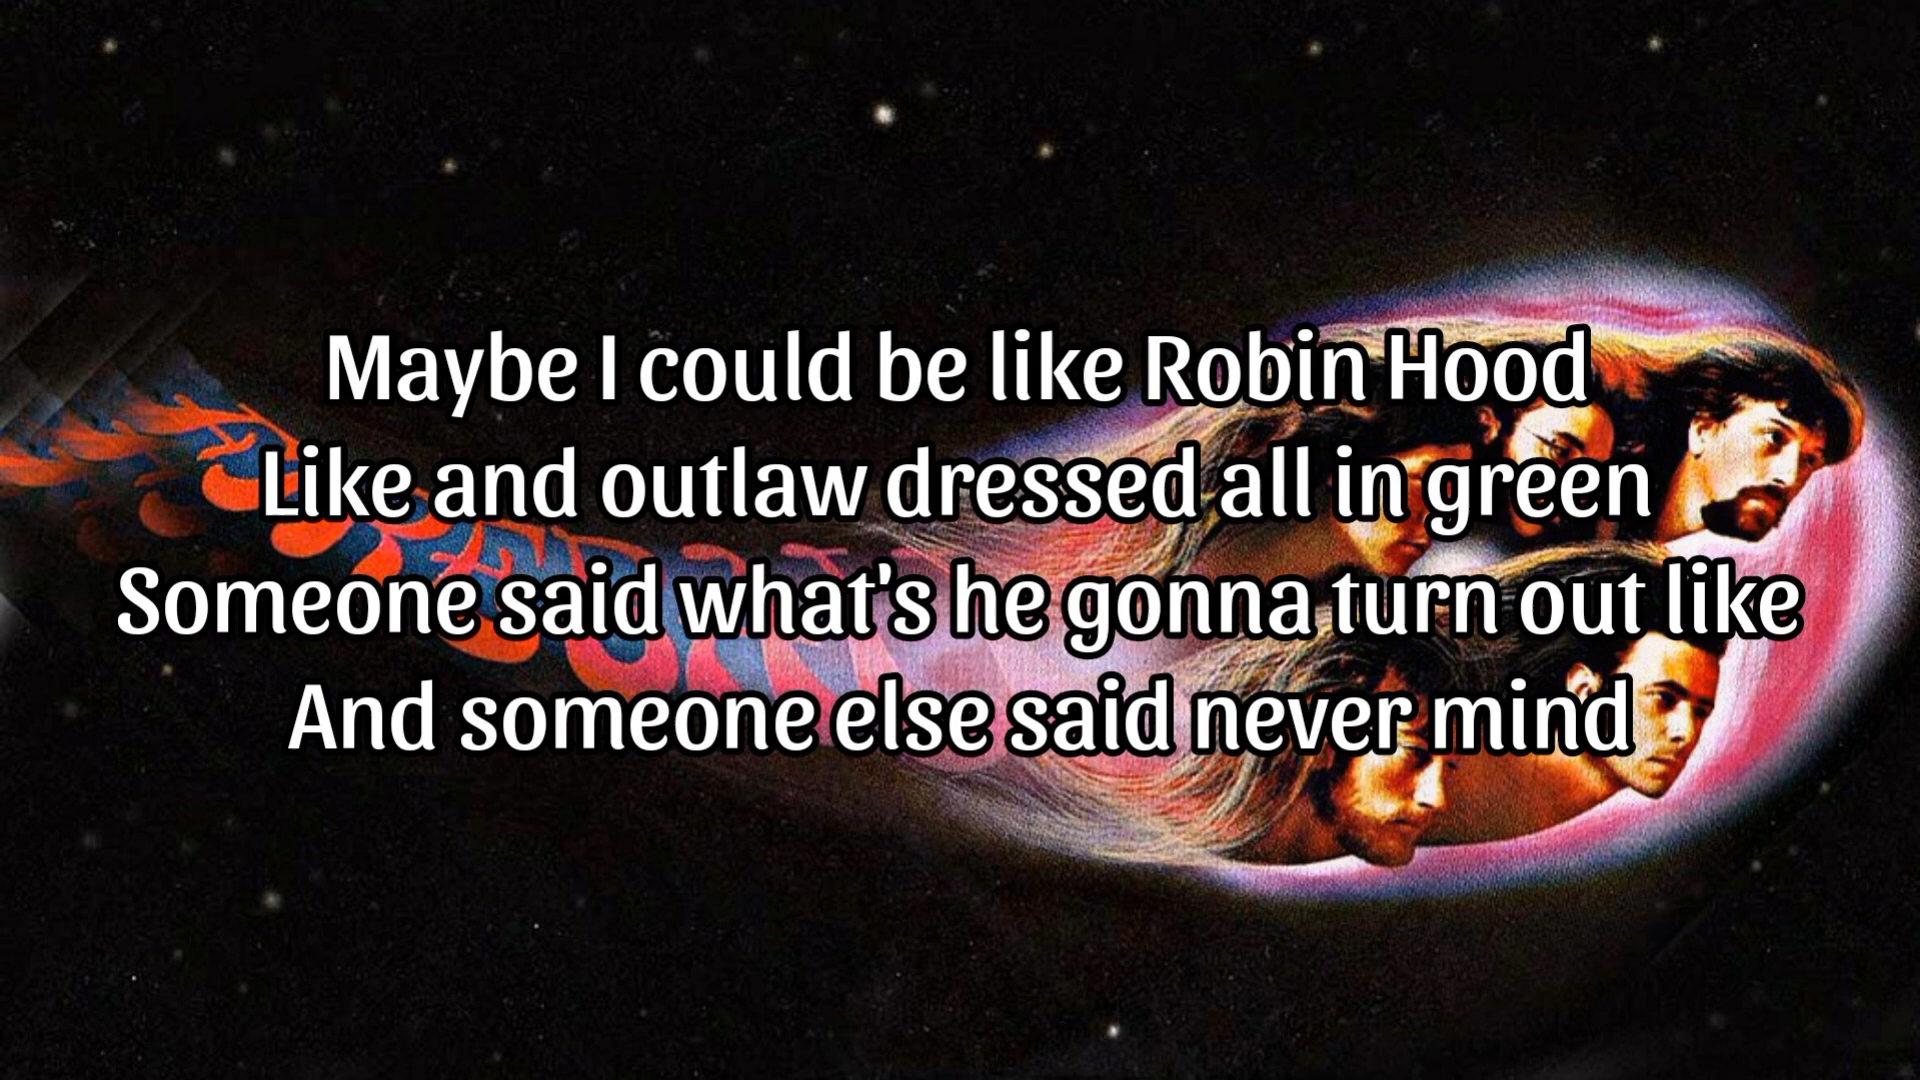 Maybe I could be like Robin Hood
Like and outlaw dressed all in green
Someone said what's he gonna turn out like
And someone else said never mind